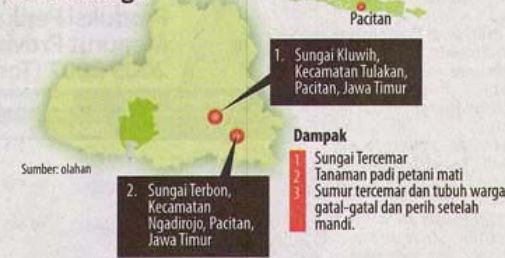 Pacitan
1. Sungai Kluwih,
Kecamatan Tulakan,
Pacitan, Jawa Timur
Dampak
1 Sungai Tercemar
2 Tanaman padi petani mati
3 Sumur tercemar dan tubuh warga
gatal-gatal dan perih setelah
mandi.
Sumber: olahan
2. Sungai Terbon,
Kecamatan
Ngadirojo, Pacitan,
Jawa Timur